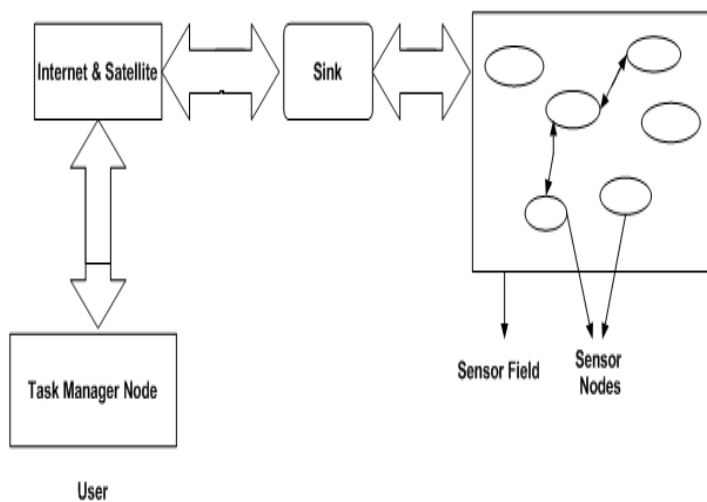 Internet & Satellite
Sink
Sensor Field
Sensor
Nodes
Task Manager Node
User